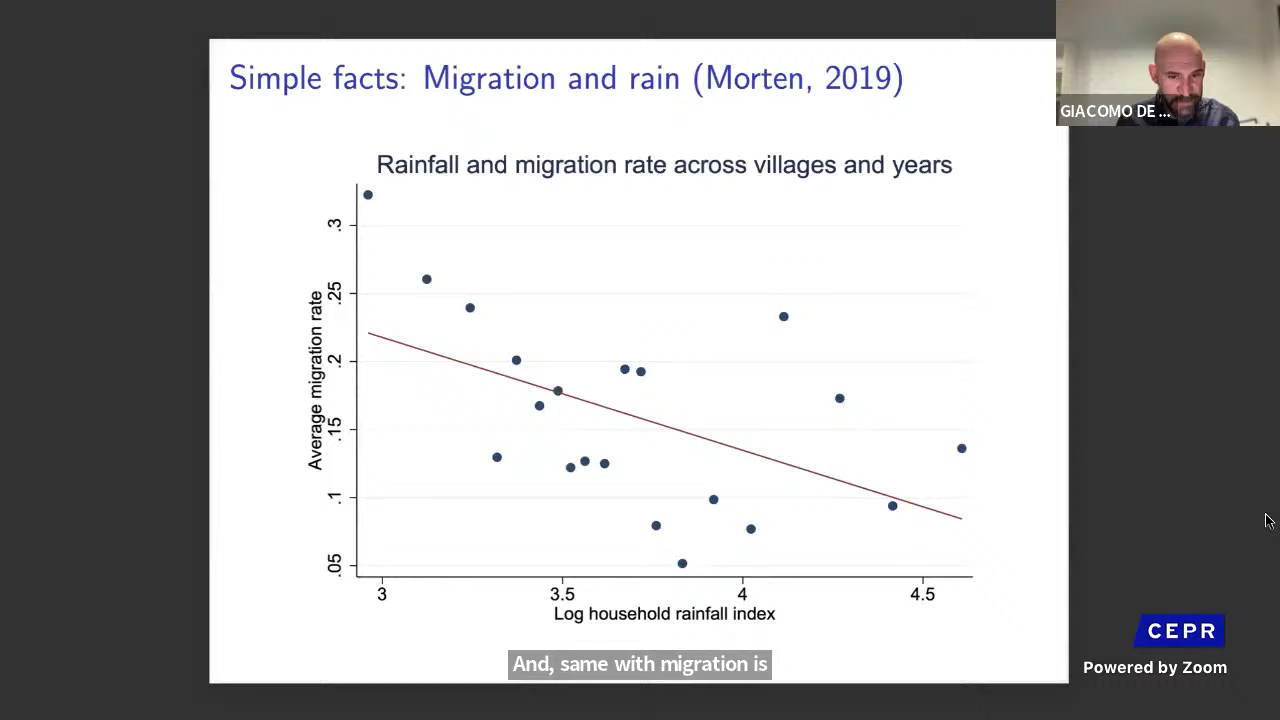 Simple facts: Migration and rain (Morten, 2019)
GIACOMO DE ...
Rainfall and migration rate across villages and years
Average migration rate
.3
.25
.2
.15
.1
.05
3 3.5 4 4.5
Log household rainfall index
And, same with migration is
CEPR
Powered by Zoom